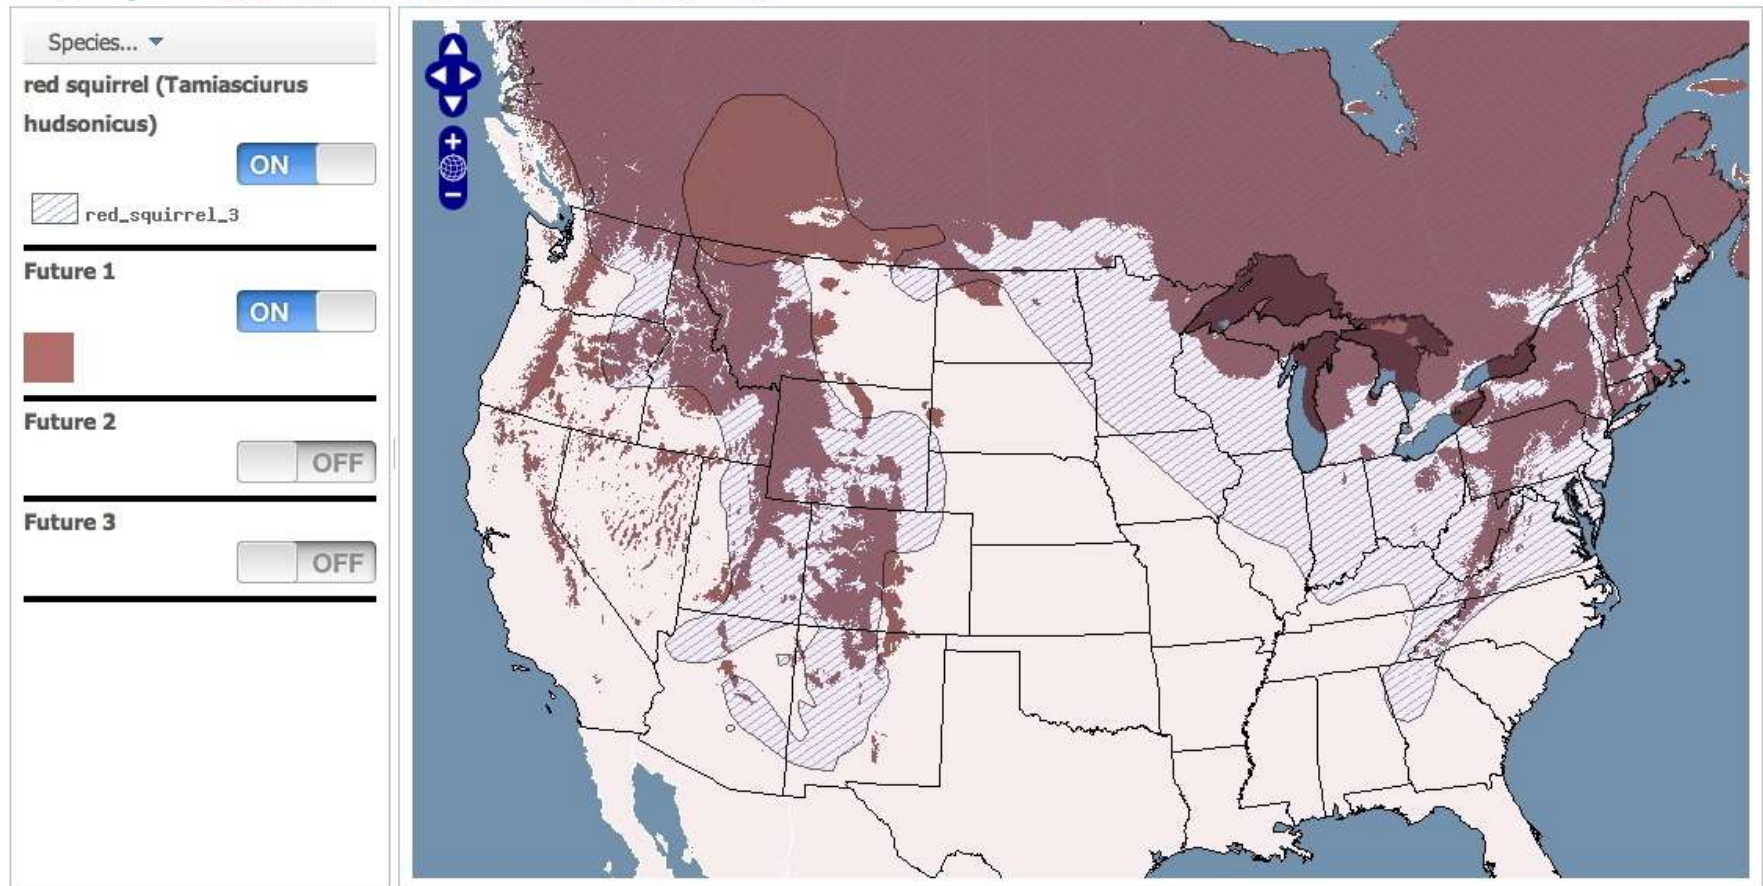 Species...
red squirrel (Tamiasciurus
hudsonicus)
ON
red_squirrel_3
Future 1
ON
Future 2
OFF
Future 3
OFF